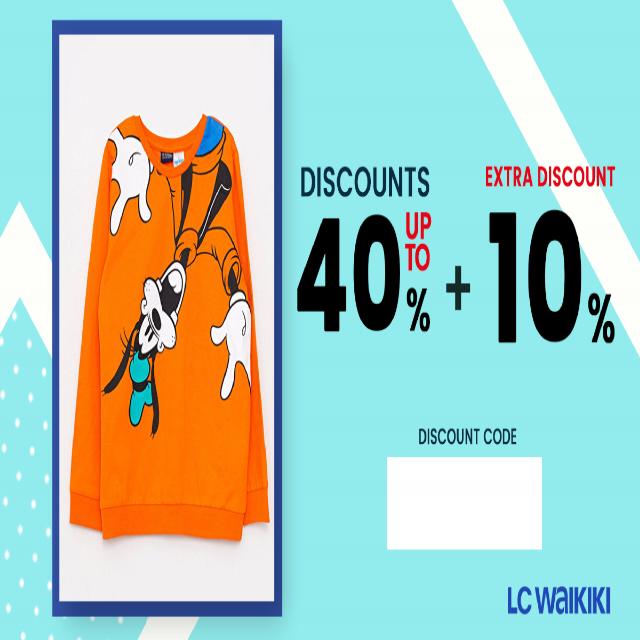 DISCOUNTS
40 UP TO %
+
EXTRA DISCOUNT
10%
DISCOUNT CODE
LC WAIKIKI